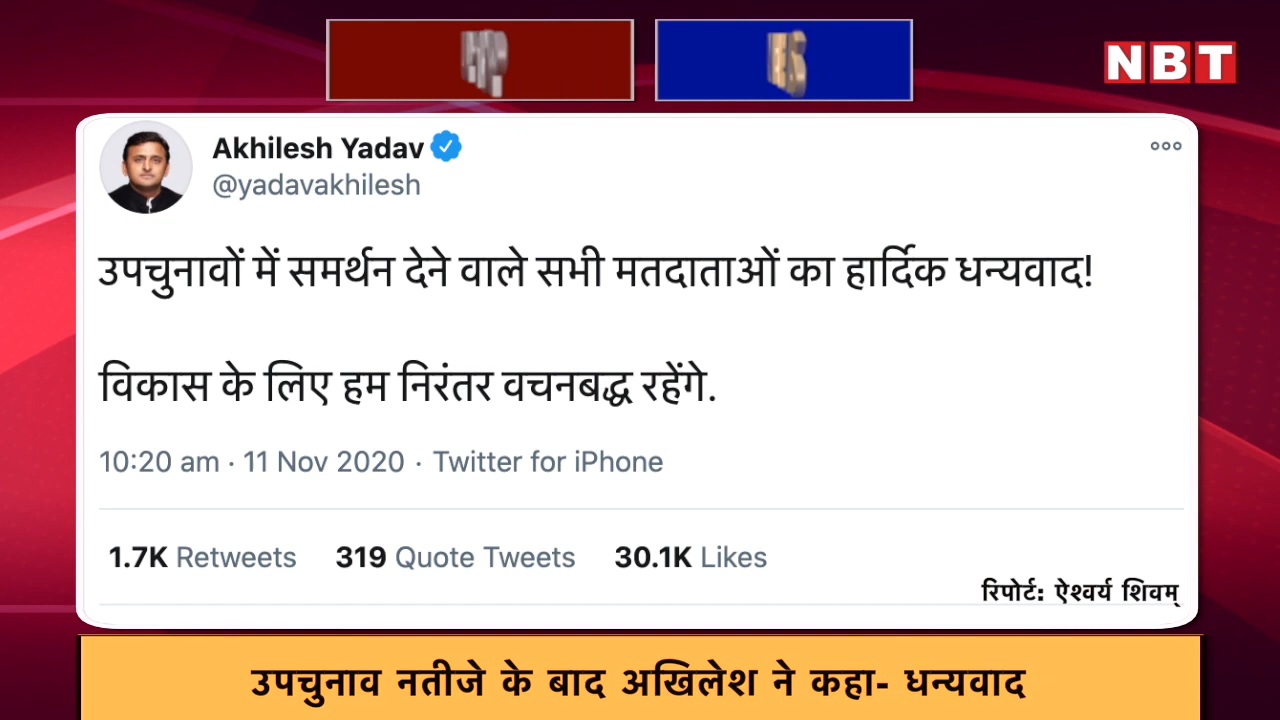 NBT
Akhilesh Yadav
@yadavakhilesh
उपचुनावों में समर्थन देने वाले सभी मतदाताओं का हार्दिक धन्यवाद!
विकास के लिए हम निरंतर वचनबद्ध रहेंगे.
10:20 am · 11 Nov 2020 · Twitter for iPhone
1.7K Retweets 319 Quote Tweets 30.1K Likes
रिपोर्ट: ऐश्वर्य शिवम्
उपचुनाव नतीजे के बाद अखिलेश ने कहा- धन्यवाद